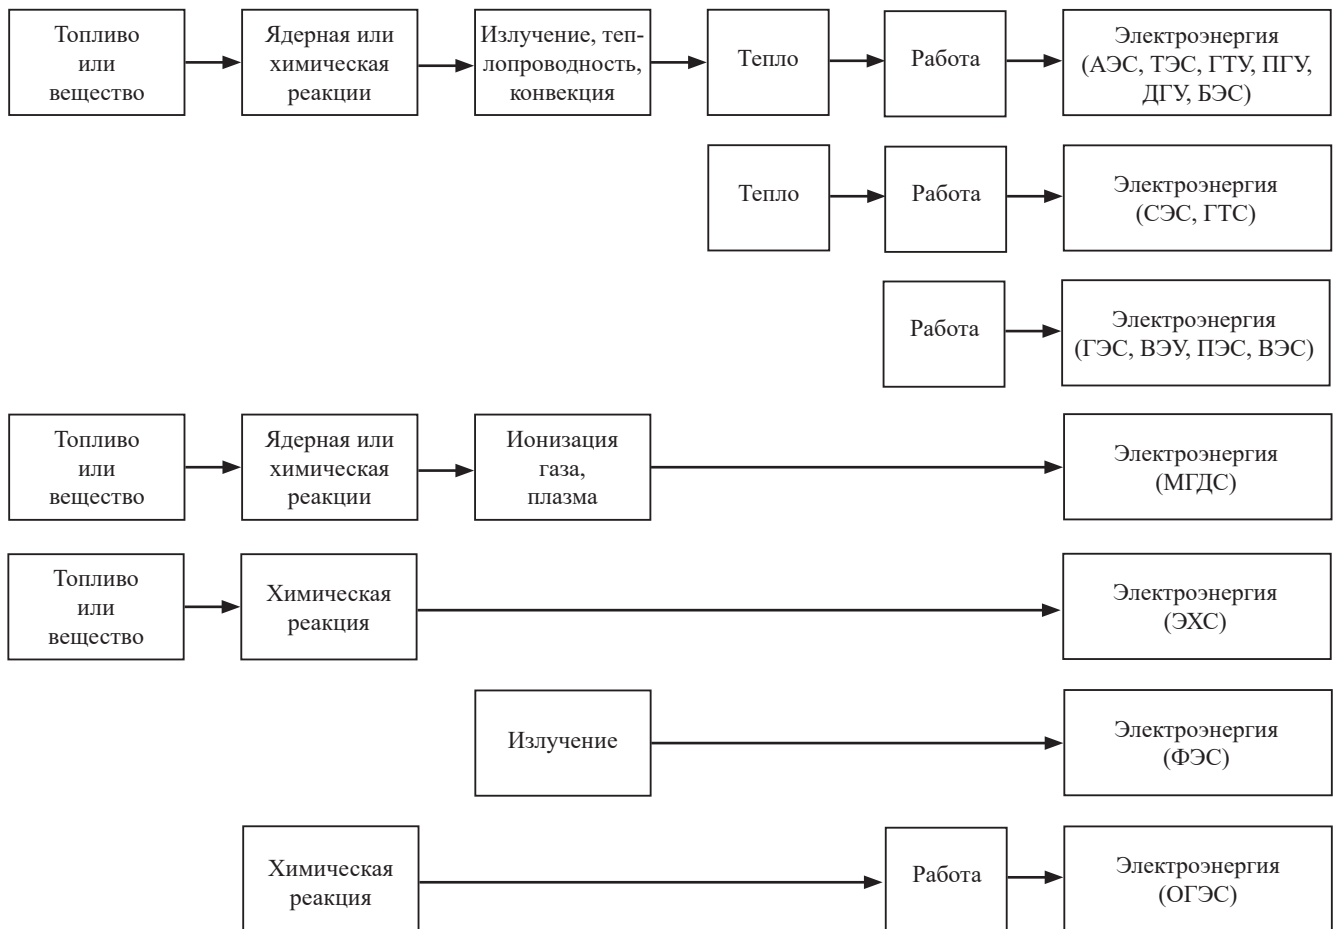 Топливо
или
вещество
Ядерная или
химическая
реакции
Излучение, теп-
лопроводность,
конвекция
Тепло
Работа
Электроэнергия
(АЭС, ТЭС, ГТУ, ПГУ,
ДГУ, БЭС)
Тепло
Работа
Электроэнергия
(СЭС, ГТС)
Работа
Электроэнергия
(ГЭС, ВЭУ, ПЭС, ВЭС)
Топливо
или
вещество
Ядерная или
химическая
реакции
Ионизация
газа,
плазма
Электроэнергия
(МГДС)
Топливо
или
вещество
Химическая
реакция
Электроэнергия
(ЭХС)
Излучение
Электроэнергия
(ФЭС)
Химическая
реакция
Работа
Электроэнергия
(ОГЭС)